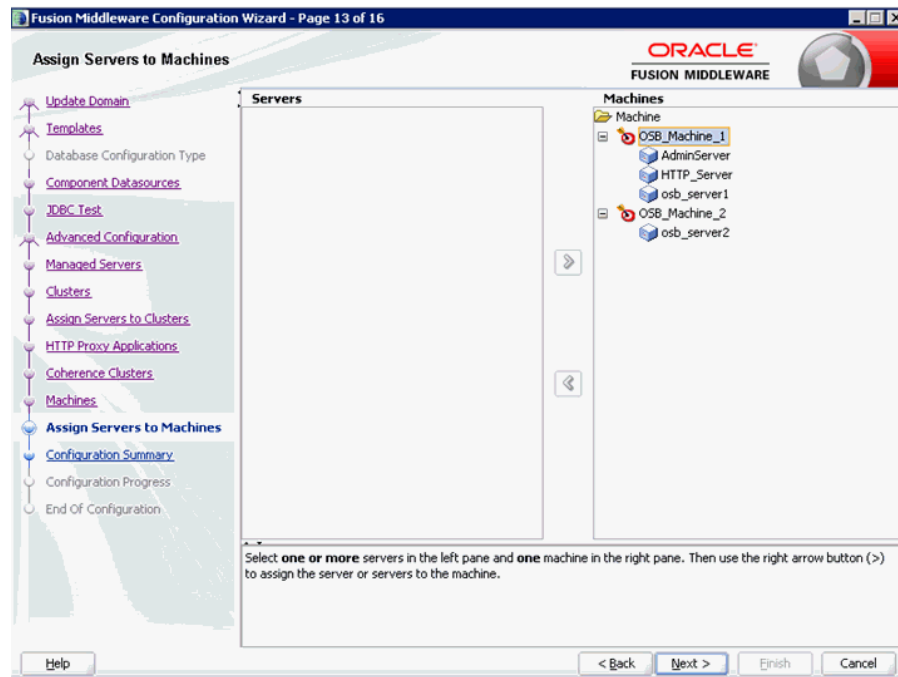 Fusion Middleware Configuration Wizard - Page 13 of 16
Assign Servers to Machines
ORACLE
FUSION MIDDLEWARE
Update Domain
Templates
Database Configuration Type
Component Datasources
JDBC Test
Advanced Configuration
Managed Servers
Clusters
Assign Servers to Clusters
HTTP Proxy Applications
Coherence Clusters
Machines
Assign Servers to Machines
Configuration Summary
Configuration Progress
End Of Configuration
Servers
Machines
Machine
OSB_Machine_1
AdminServer
HTTP_Server
osb_server1
OSB_Machine_2
osb_server2
Select one or more servers in the left pane and one machine in the right pane. Then use the right arrow button (>)
to assign the server or servers to the machine.
Help
< Back
Next >
Finish
Cancel